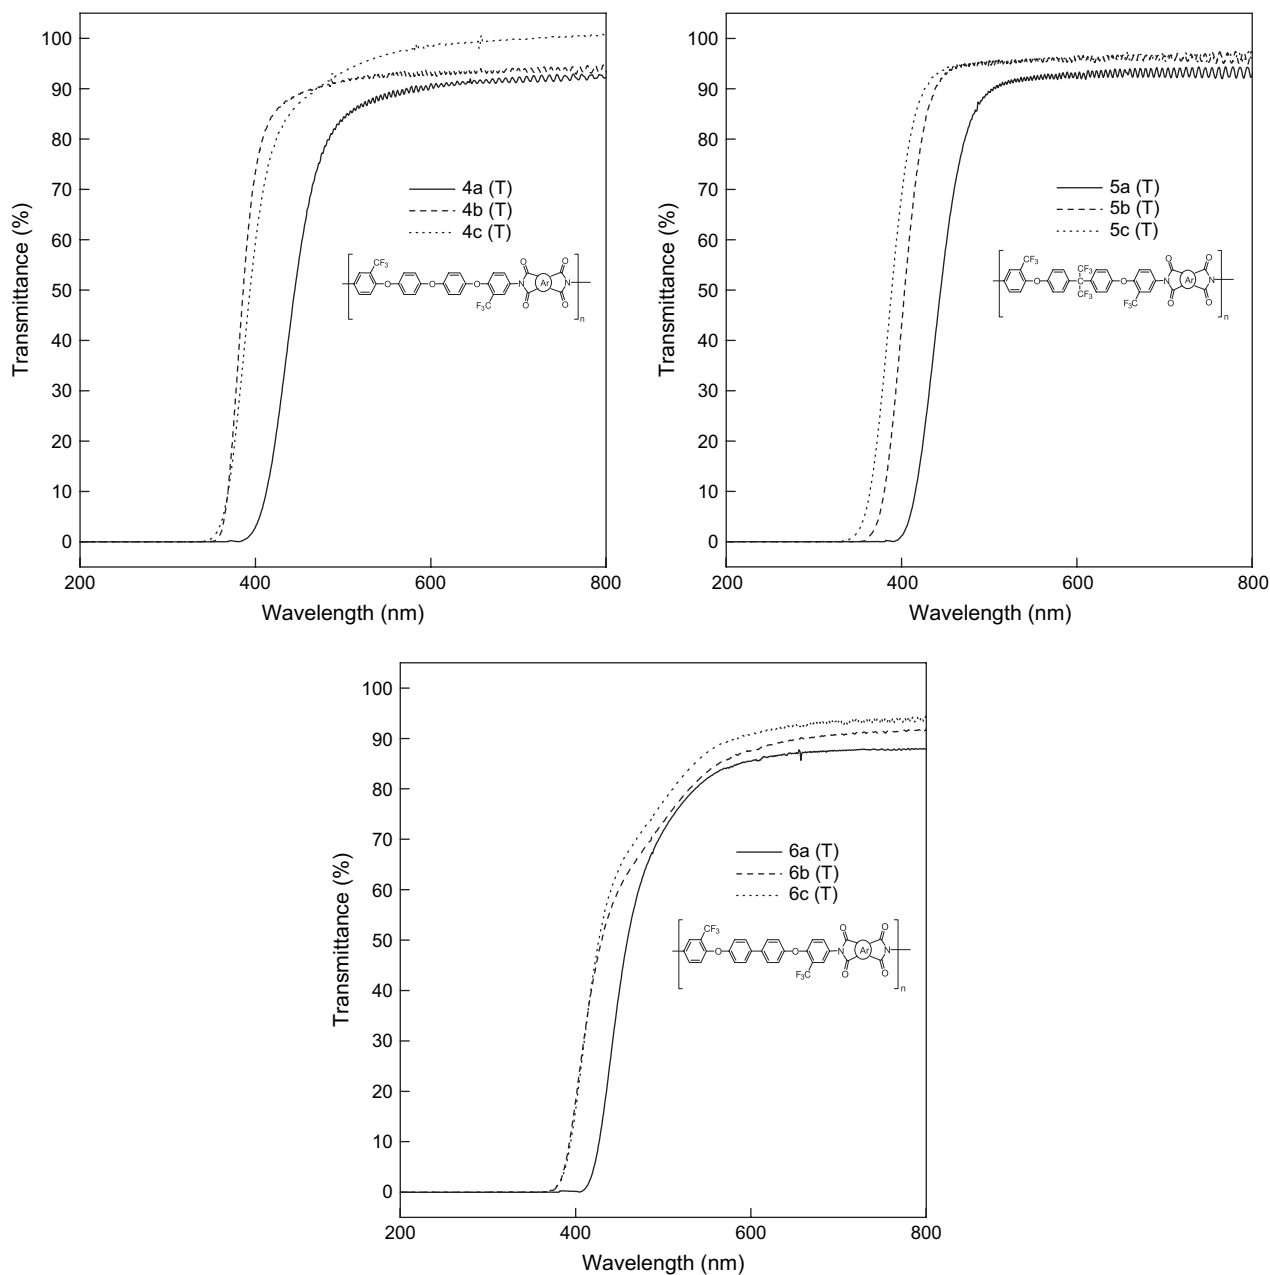 100
90
80
70
60
50
40
30
20
10
0
200
400
600
800
Transmittance (%)
Wavelength (nm)
4a (T)
4b (T)
4c (T)
CF3
O
O
O
F3C
N
O
O
Ar
O
O
N
n
100
90
80
70
60
50
40
30
20
10
0
200
400
600
800
Transmittance (%)
Wavelength (nm)
5a (T)
5b (T)
5c (T)
CF3
O
CF3
C
CF3
O
F3C
N
O
O
Ar
O
O
N
n
100
90
80
70
60
50
40
30
20
10
0
200
400
600
800
Transmittance (%)
Wavelength (nm)
6a (T)
6b (T)
6c (T)
CF3
O
O
F3C
N
O
O
Ar
O
O
N
n